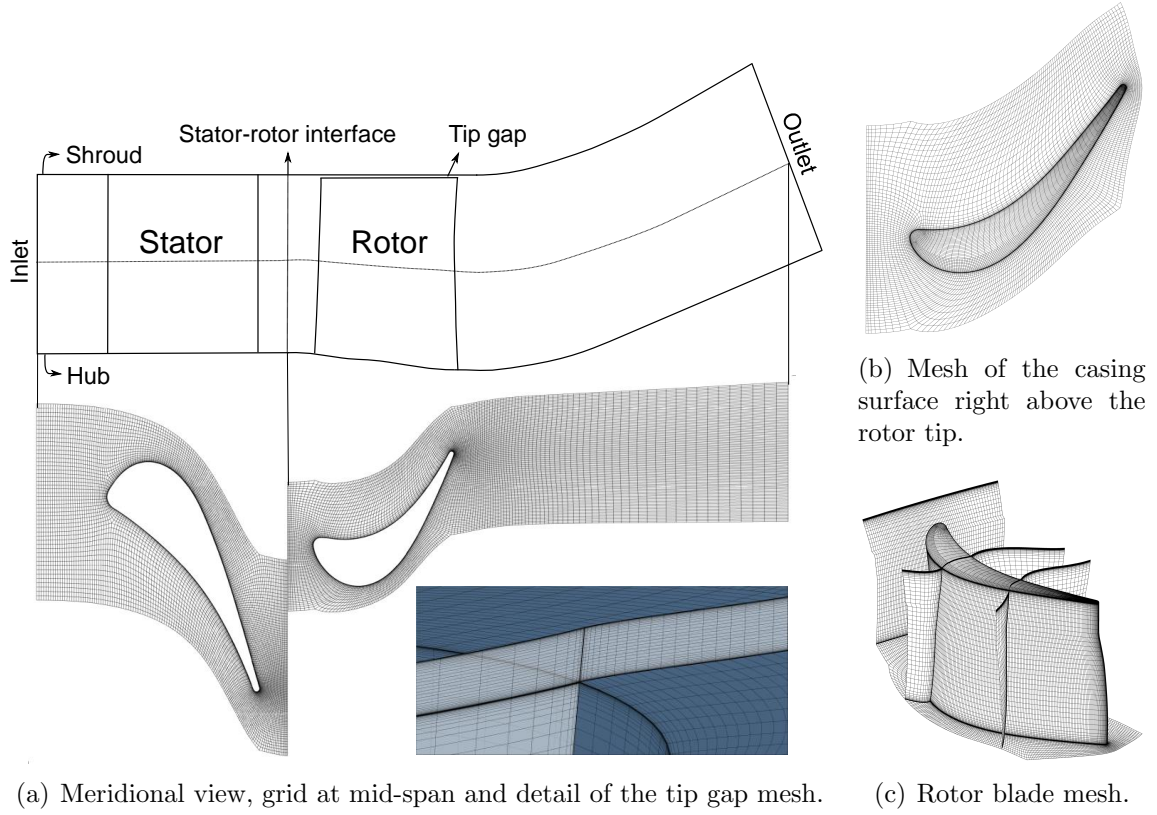 Stator-rotor interface
Tip gap
Shroud
Outlet
Inlet
Stator
Rotor
Hub
(b) Mesh of the casing
surface right above the
rotor tip.
(a) Meridional view, grid at mid-span and detail of the tip gap mesh.
(c) Rotor blade mesh.